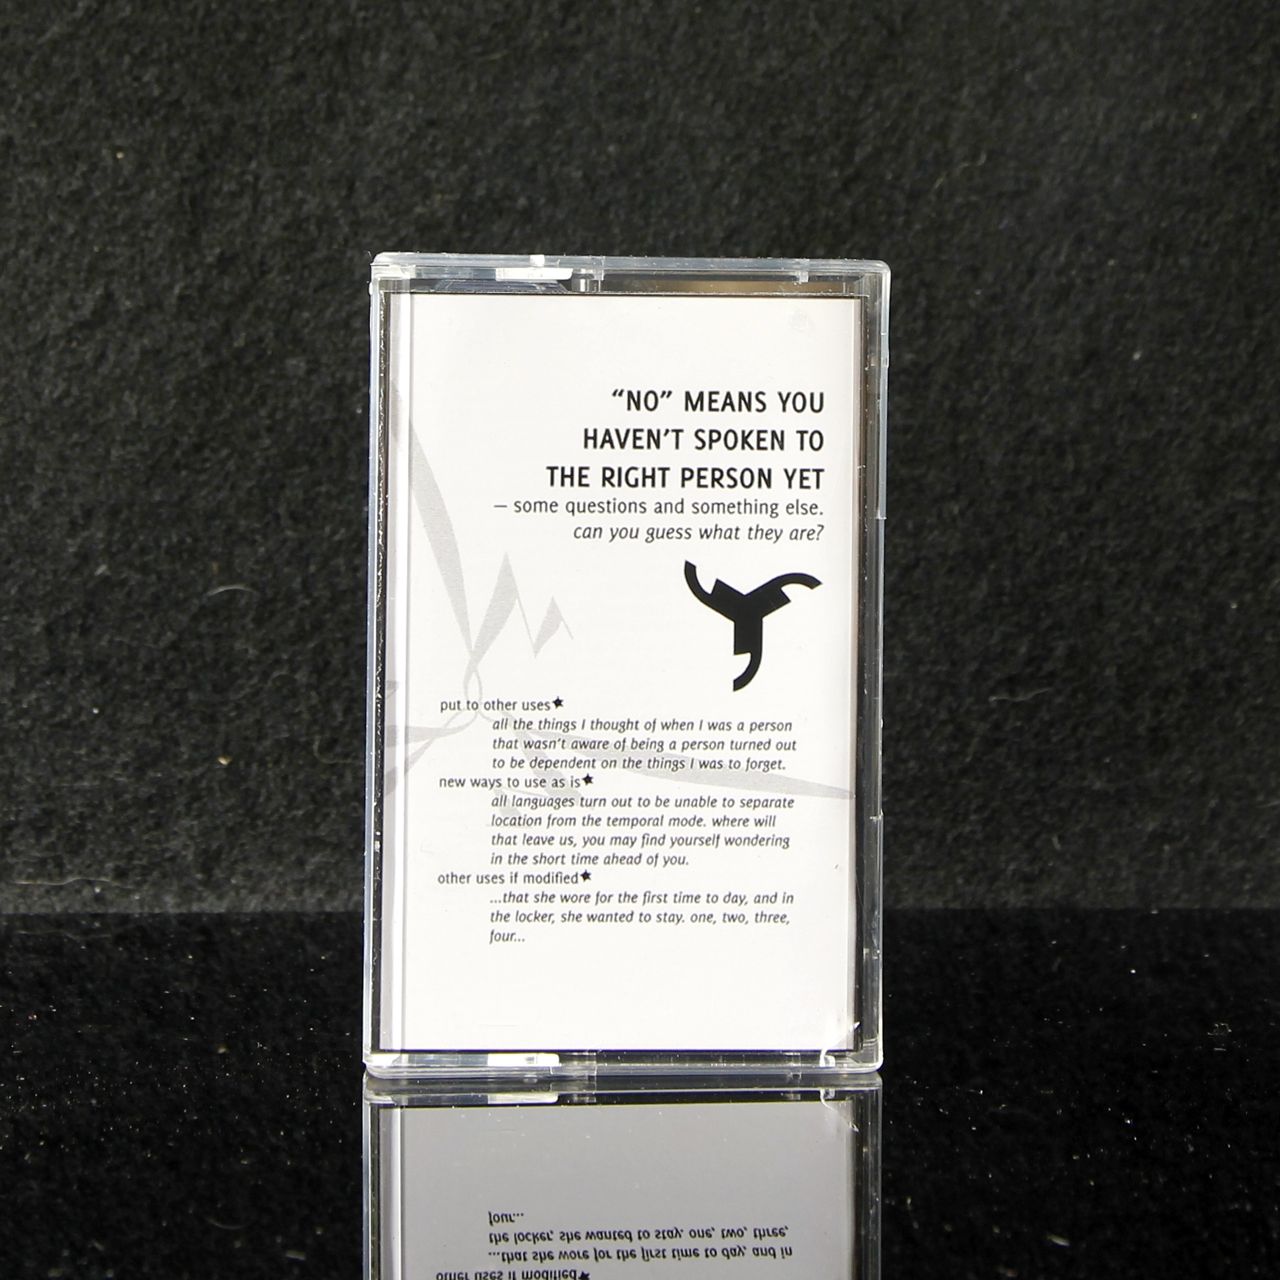 “NO” MEANS YOU
HAVEN’T SPOKEN TO
THE RIGHT PERSON YET
– some questions and something else.
can you guess what they are?
put to other uses★
all the things I thought of when I was a person
that wasn’t aware of being a person turned out
to be dependent on the things I was to forget.
new ways to use as is★
all languages turn out to be unable to separate
location from the temporal mode. where will
that leave us, you may find yourself wondering
in the short time ahead of you.
other uses if modified★
...that she wore for the first time to day, and in
the locker, she wanted to stay. one, two, three,
four...